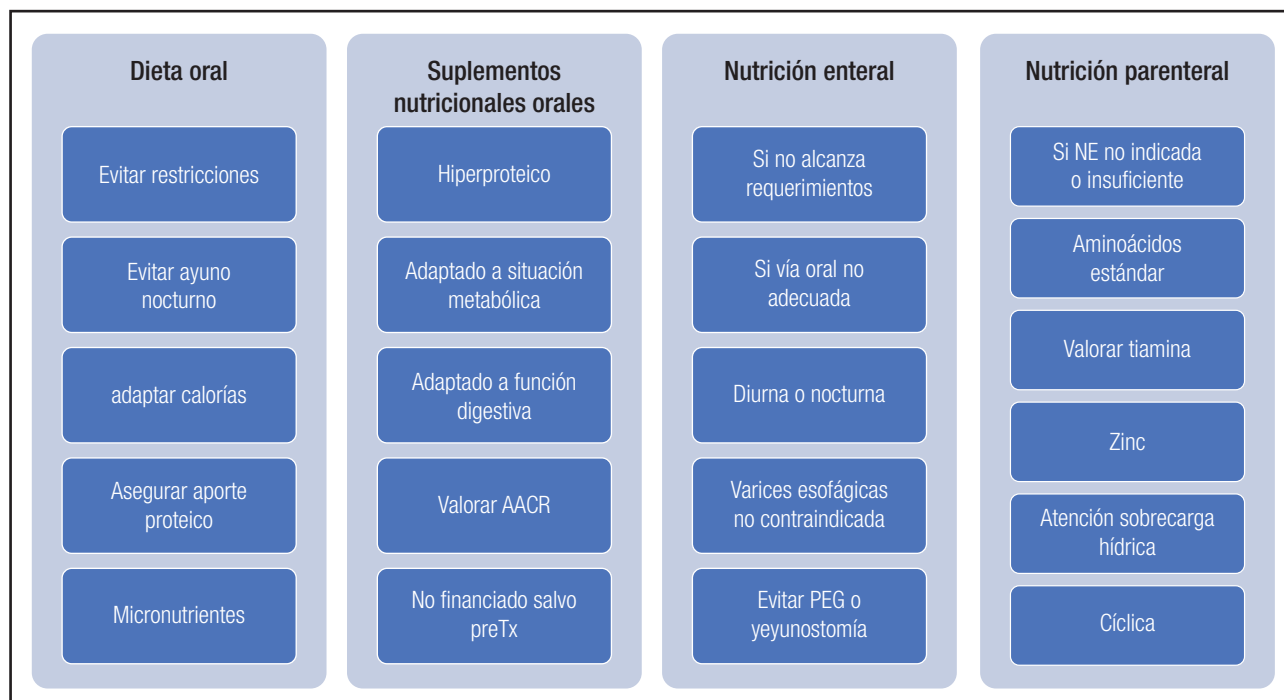 Dieta oral
Evitar restricciones
Evitar ayuno
nocturno
adaptar calorías
Asegurar aporte
proteico
Micronutrientes
Suplementos
nutricionales orales
Hiperproteico
Adaptado a situación
metabólica
Adaptado a función
digestiva
Valorar AACR
No financiado salvo
preTx
Nutrición enteral
Si no alcanza
requerimientos
Si vía oral no
adecuada
Diurna o nocturna
Varices esofágicas
no contraindicada
Evitar PEG o
yeyunostomía
Nutrición parenteral
Si NE no indicada
o insuficiente
Aminoácidos
estándar
Valorar tiamina
Zinc
Atención sobrecarga
hídrica
Cíclica